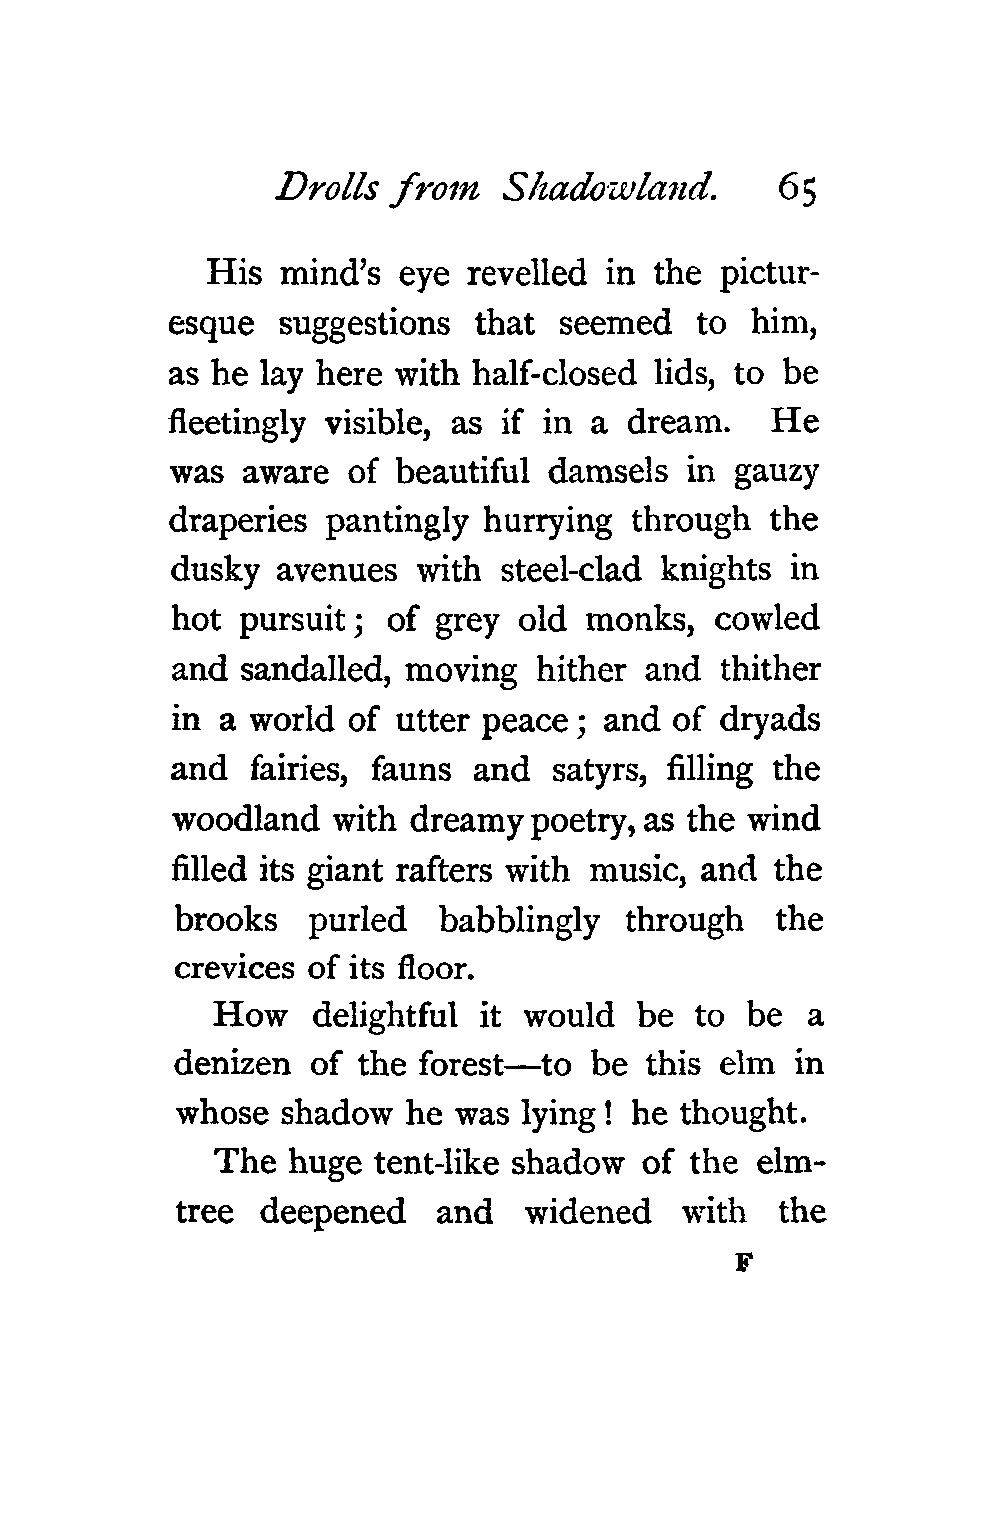 Drolls from Shadowland. 65
His mind's eye revelled in the pictur-
esque suggestions that seemed to him,
as he lay here with half-closed lids, to be
fleetingly visible, as if in a dream. He
was aware of beautiful damsels in gauzy
draperies pantingly hurrying through the
dusky avenues with steel-clad knights in
hot pursuit; of grey old monks, cowled
and sandalled, moving hither and thither
in a world of utter peace; and of dryads
and fairies, fauns and satyrs, filling the
woodland with dreamy poetry, as the wind
filled its giant rafters with music, and the
brooks purled babblingly through the
crevices of its floor.
How delightful it would be to be a
denizen of the forest—to be this elm in
whose shadow he was lying! he thought.
The huge tent-like shadow of the elm-
tree deepened and widened with the
F